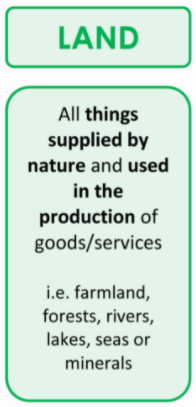 LAND
All things
supplied by
nature and used
in the
production of
goods/services
i.e. farmland,
forests, rivers,
lakes, seas or
minerals